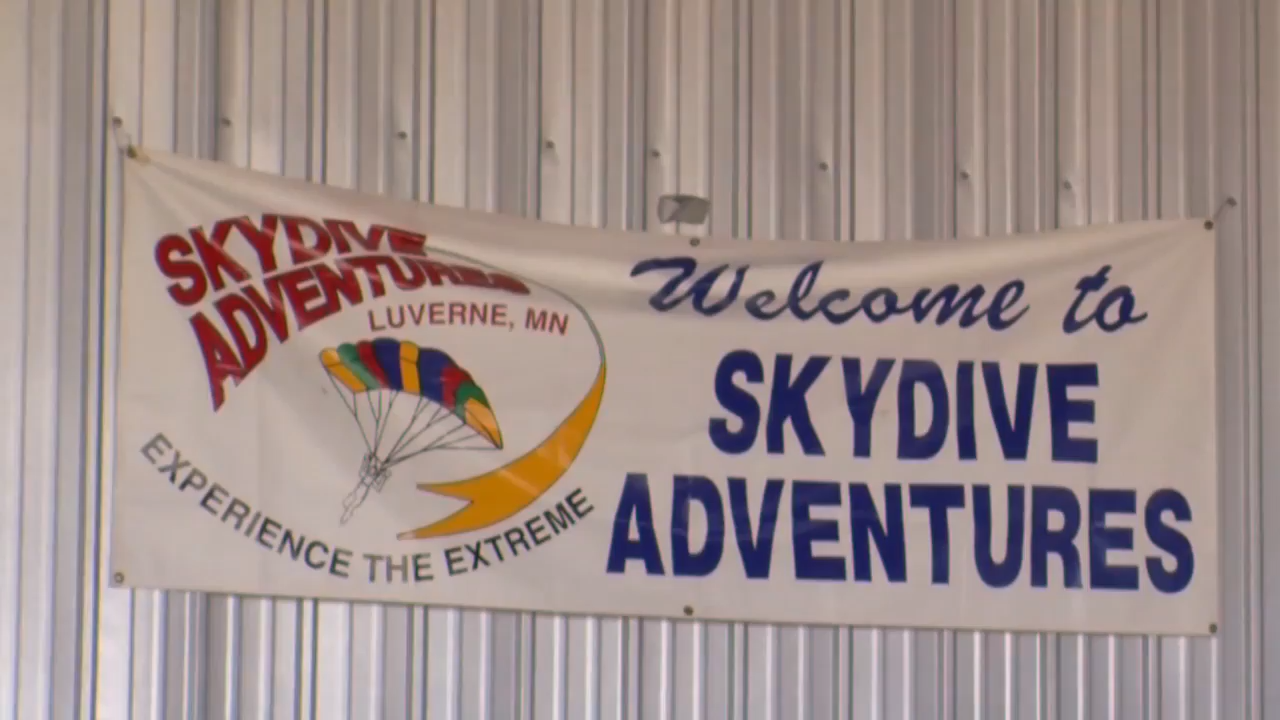 SKYDIVE
ADVENTURES
LUVERNE, MN
EXPERIENCE THE EXTREME
Welcome to
SKYDIVE
ADVENTURES